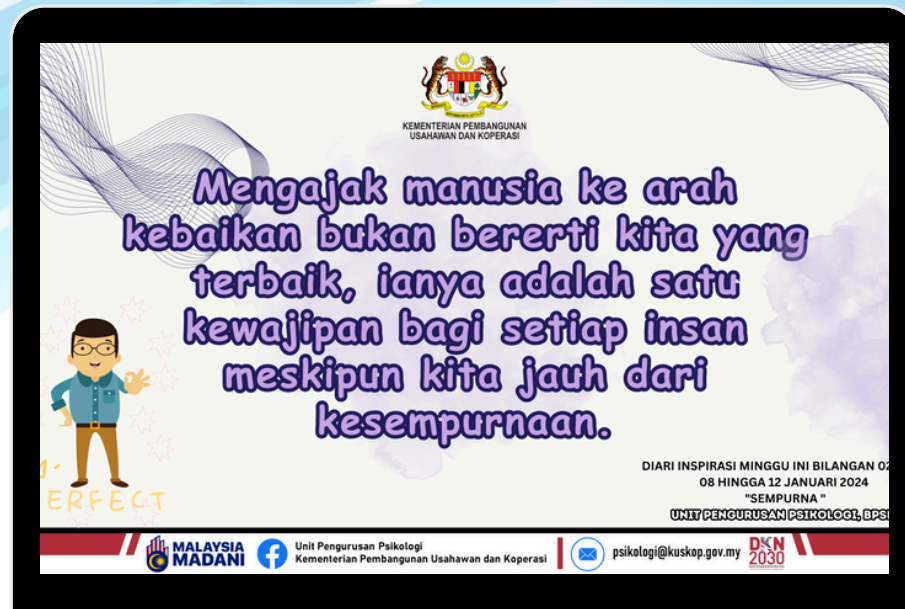 KEMENTERIAN PEMBANGUNAN
USAHAWAN DAN KOPERASI
Mengajak manusia ke arah
kebaikan bukan bererti kita yang
terbaik, ianya adalah satu
kewajipan bagi setiap insan
meskipun kita jauh dari
kesempurnaan.
ERFECT
DIARI INSPIRASI MINGGU INI BILANGAN 02
08 HINGGA 12 JANUARI 2024
"SEMPURNA "
UNIT PENGURUSAN PSIKOLOGI,
MALAYSIA
MADANI
Unit Pengurusan Psikologi
Kementerian Pembangunan Usahawan dan Koperasi
psikologi@kuskop.gov.my
DKN
2030